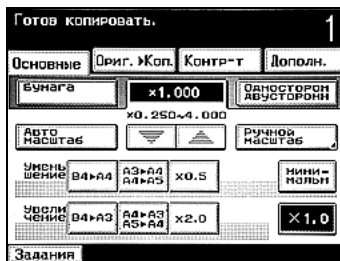 Готов копировать.
1
Основные
Ориг.▶Коп.
Контр-т
Дополн.
Бумага
×1.000
Односторон
двусторонн
×0.250~4.000
Авто
масштаб
Ручной
масштаб
Умень
шение
B4▶A4
A3▶A4
A4▶A5
×0.5
Мини-
мальн
Увели
чение
B4▶A3
A4▶A3
A5▶A4
×2.0
×1.0
Задания